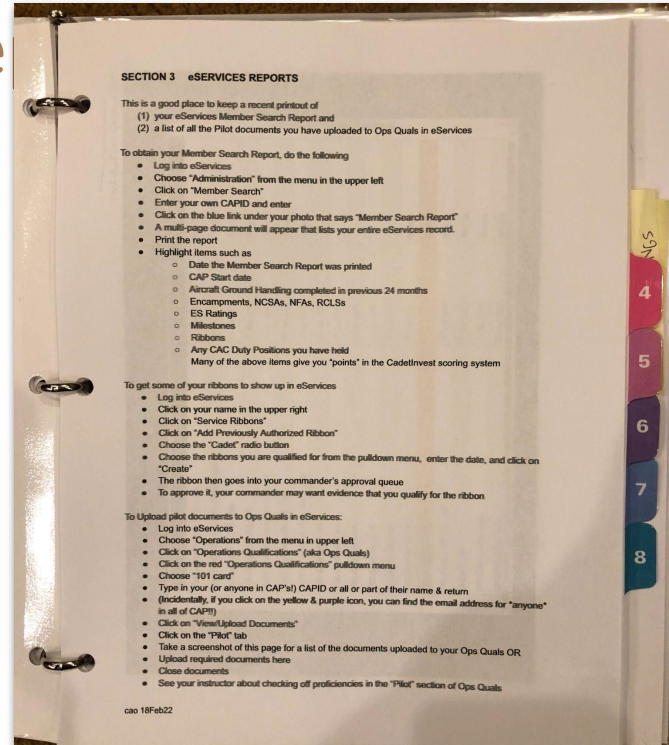 e
SECTION 3 eSERVICES REPORTS
This is a good place to keep a recent printout of
(1) your eServices Member Search Report and
(2) a list of all the Pilot documents you have uploaded to Ops Quals in eServices
To obtain your Member Search Report, do the following
• Log into eServices
• Choose "Administration" from the menu in the upper left
• Click on "Member Search"
• Enter your own CAPID and enter
• Click on the blue link under your photo that says "Member Search Report"
• A multi-page document will appear that lists your entire eServices record.
• Print the report
• Highlight items such as
○ Date the Member Search Report was printed
○ CAP Start date
○ Aircraft Ground Handling completed in previous 24 months
○ Encampments, NCSAs, NFAs, RCLSs
○ ES Ratings
○ Milestones
○ Ribbons
○ Any CAC Duty Positions you have held
Many of the above items give you "points" in the CadetInvest scoring system
To get some of your ribbons to show up in eServices
• Log into eServices
• Click on your name in the upper right
• Click on "Service Ribbons"
• Click on "Add Previously Authorized Ribbon"
• Choose the "Cadet" radio button
• Choose the ribbons you are qualified for from the pulldown menu, enter the date, and click on
"Create"
• The ribbon then goes into your commander's approval queue
• To approve it, your commander may want evidence that you qualify for the ribbon
To Upload pilot documents to Ops Quals in eServices:
• Log into eServices
• Choose "Operations" from the menu in upper left
• Click on "Operations Qualifications" (aka Ops Quals)
• Click on the red "Operations Qualifications" pulldown menu
• Choose "101 card"
• Type in your (or anyone in CAP's!) CAPID or all or part of their name & return
• (Incidentally, if you click on the yellow & purple icon, you can find the email address for *anyone*
in all of CAP!!)
• Click on "View/Upload Documents"
• Click on the "Pilot" tab
• Take a screenshot of this page for a list of the documents uploaded to your Ops Quals OR
• Upload required documents here
• Close documents
• See your instructor about checking off proficiencies in the "Pilot" section of Ops Quals
cao 18Feb22
4
5
6
7
8